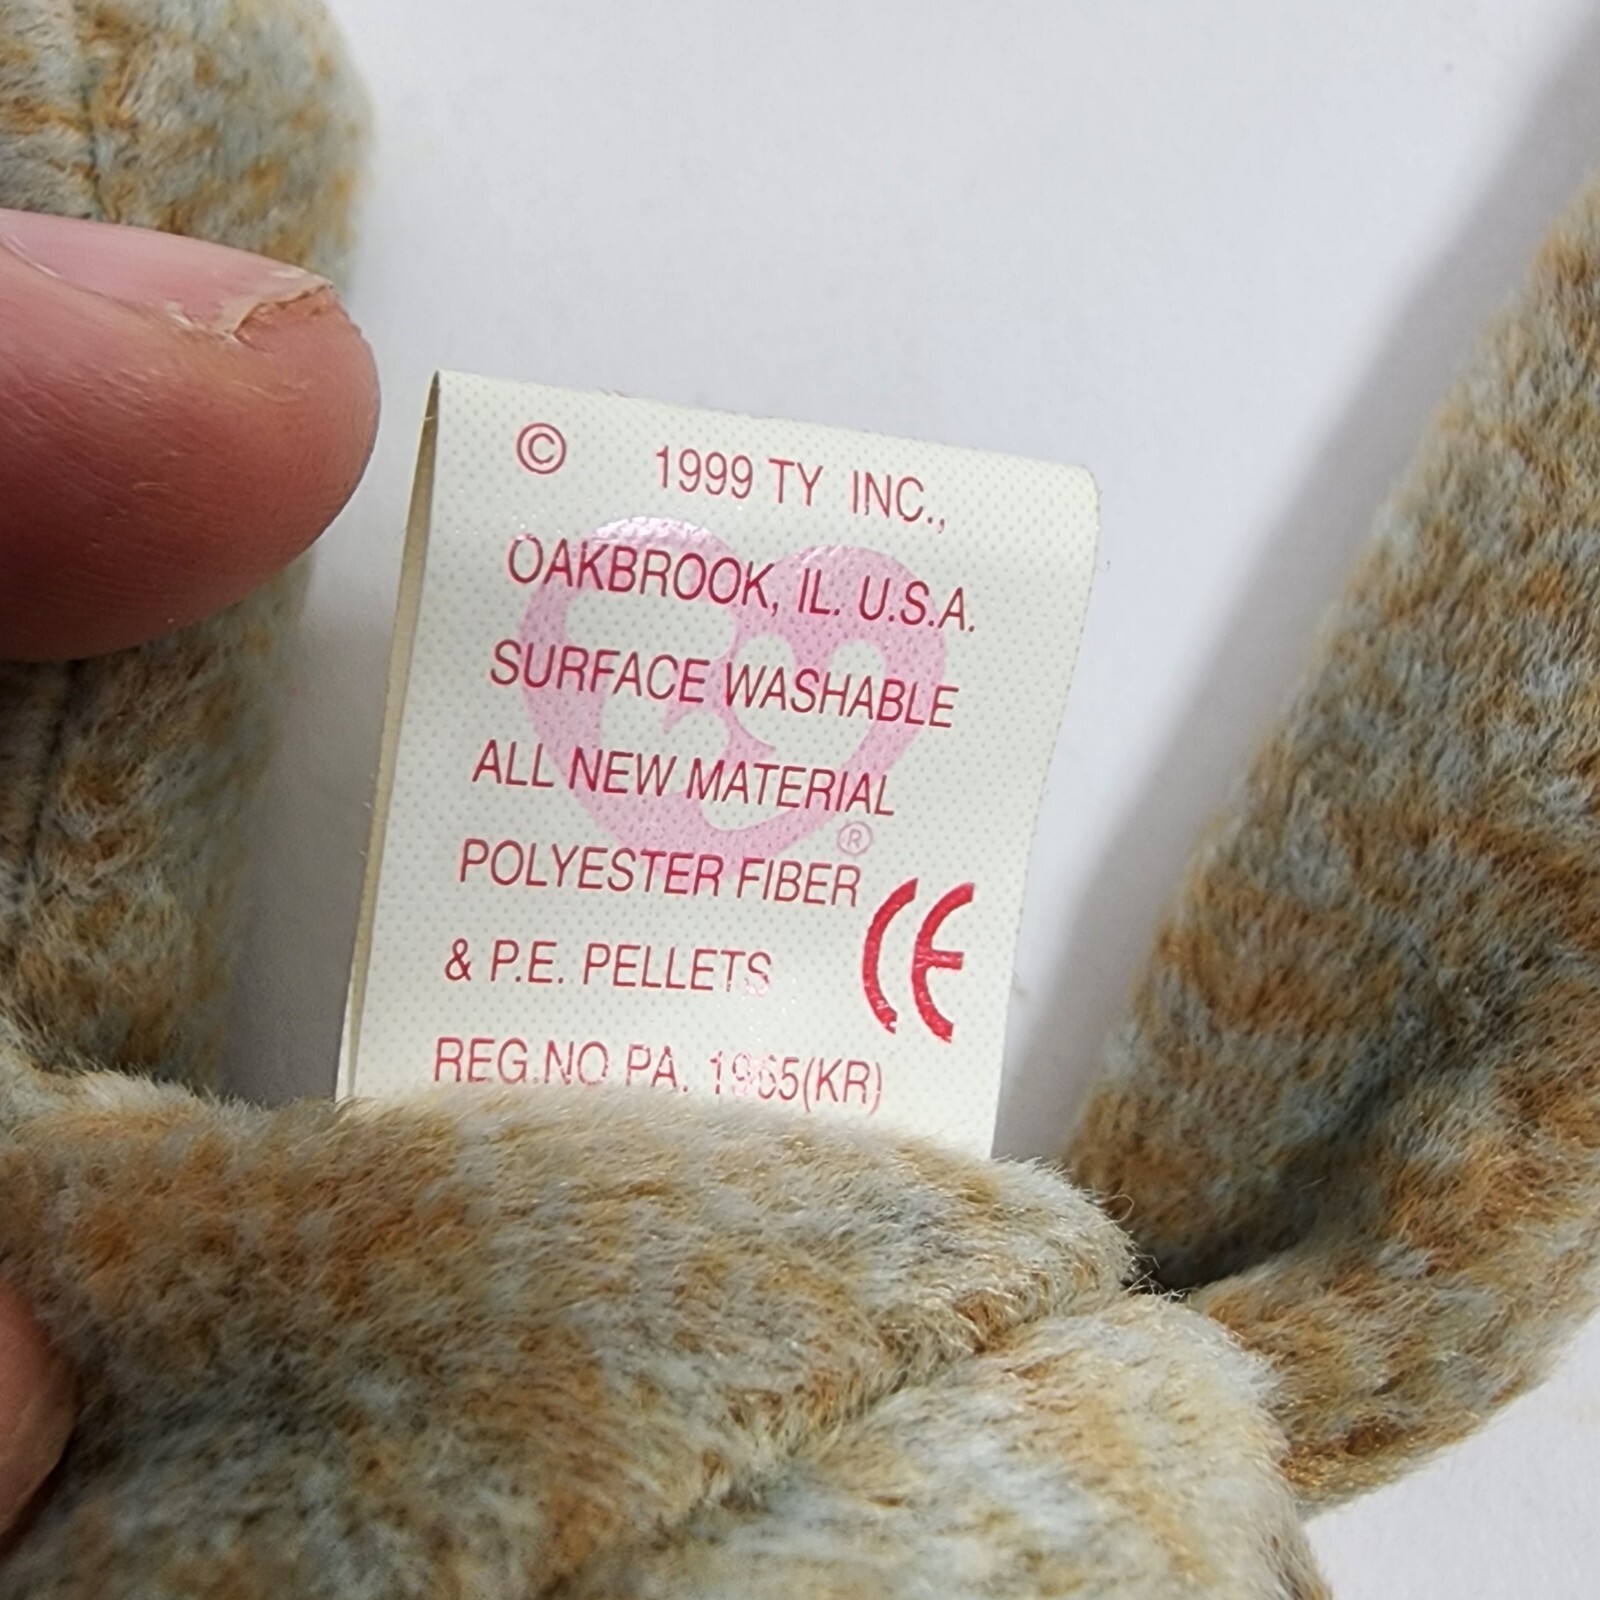 © 1999 TY INC.,
OAKBROOK, IL. U.S.A.
SURFACE WASHABLE
ALL NEW MATERIAL
®
POLYESTER FIBER
& P.E. PELLETS CE
REG.NO PA. 1965(KR)